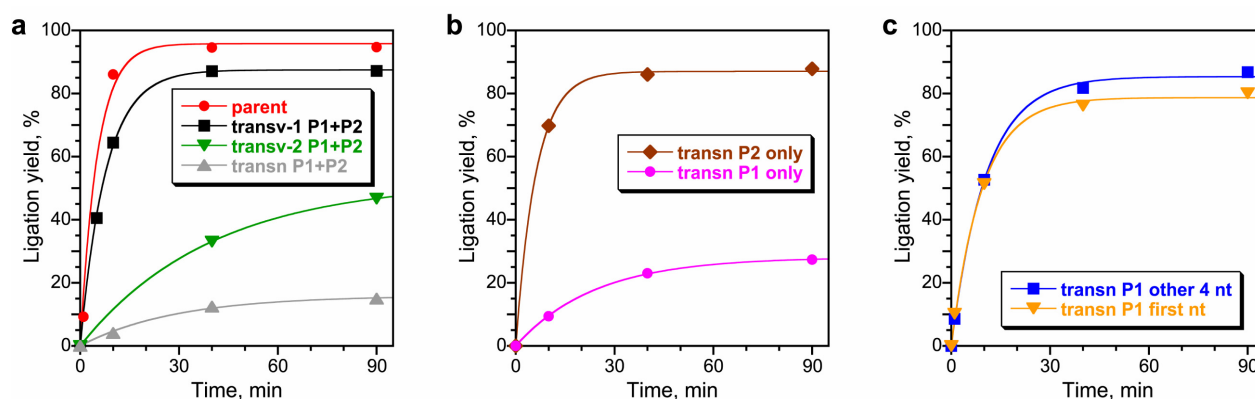 a
Ligation yield, %
100
80
60
40
20
0
parent
transv-1 P1+P2
transv-2 P1+P2
transn P1+P2
0 30 60 90
Time, min
b
Ligation yield, %
100
80
60
40
20
0
transn P2 only
transn P1 only
0 30 60 90
Time, min
c
Ligation yield, %
100
80
60
40
20
0
transn P1 other 4 nt
transn P1 first nt
0 30 60 90
Time, min